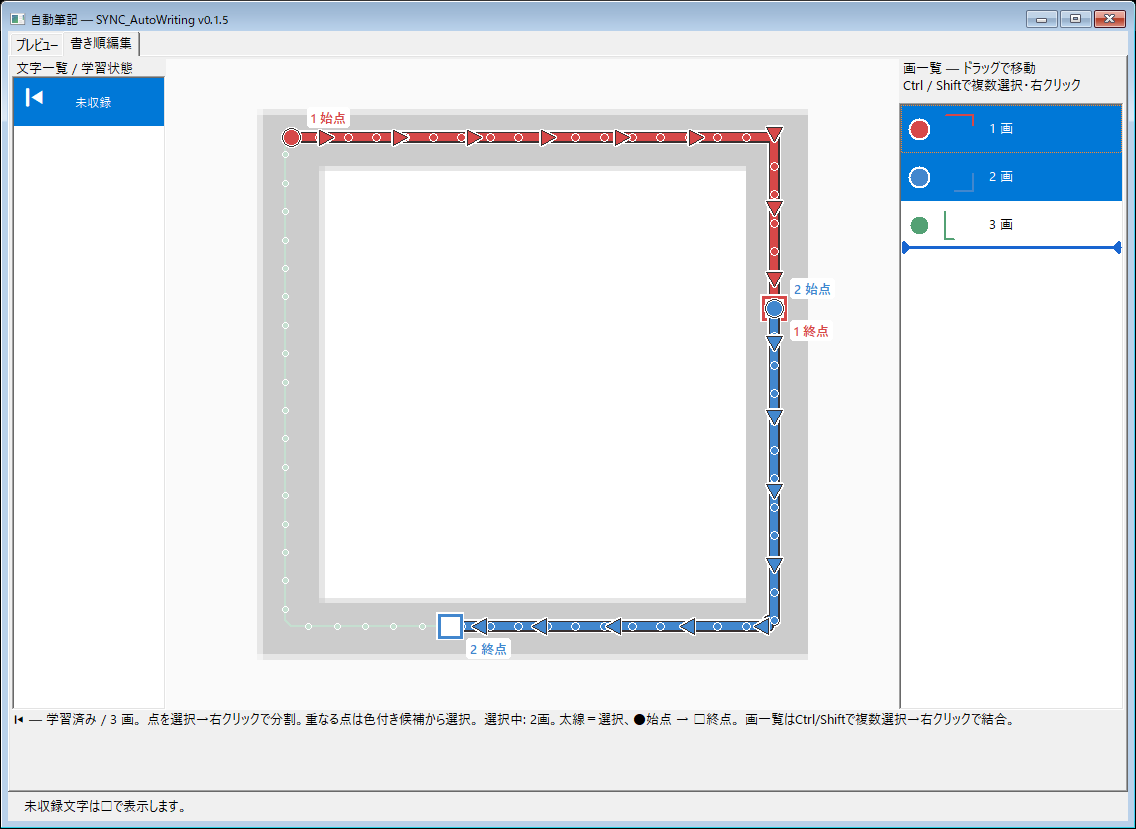 自動筆記 — SYNC_AutoWriting v0.1.5
プレビュー 書き順編集
文字一覧 / 学習状態
未収録
画一覧 — ドラッグで移動
Ctrl / Shiftで複数選択・右クリック
1 画
2 画
3 画
1 始点
2 始点
1 終点
2 終点
— 学習済み / 3 画。点を選択→右クリックで分割。重なる点は色付き候補から選択。選択中: 2画。太線＝選択、●始点 → □終点。画一覧はCtrl/Shiftで複数選択→右クリックで結合。
未収録文字は□で表示します。